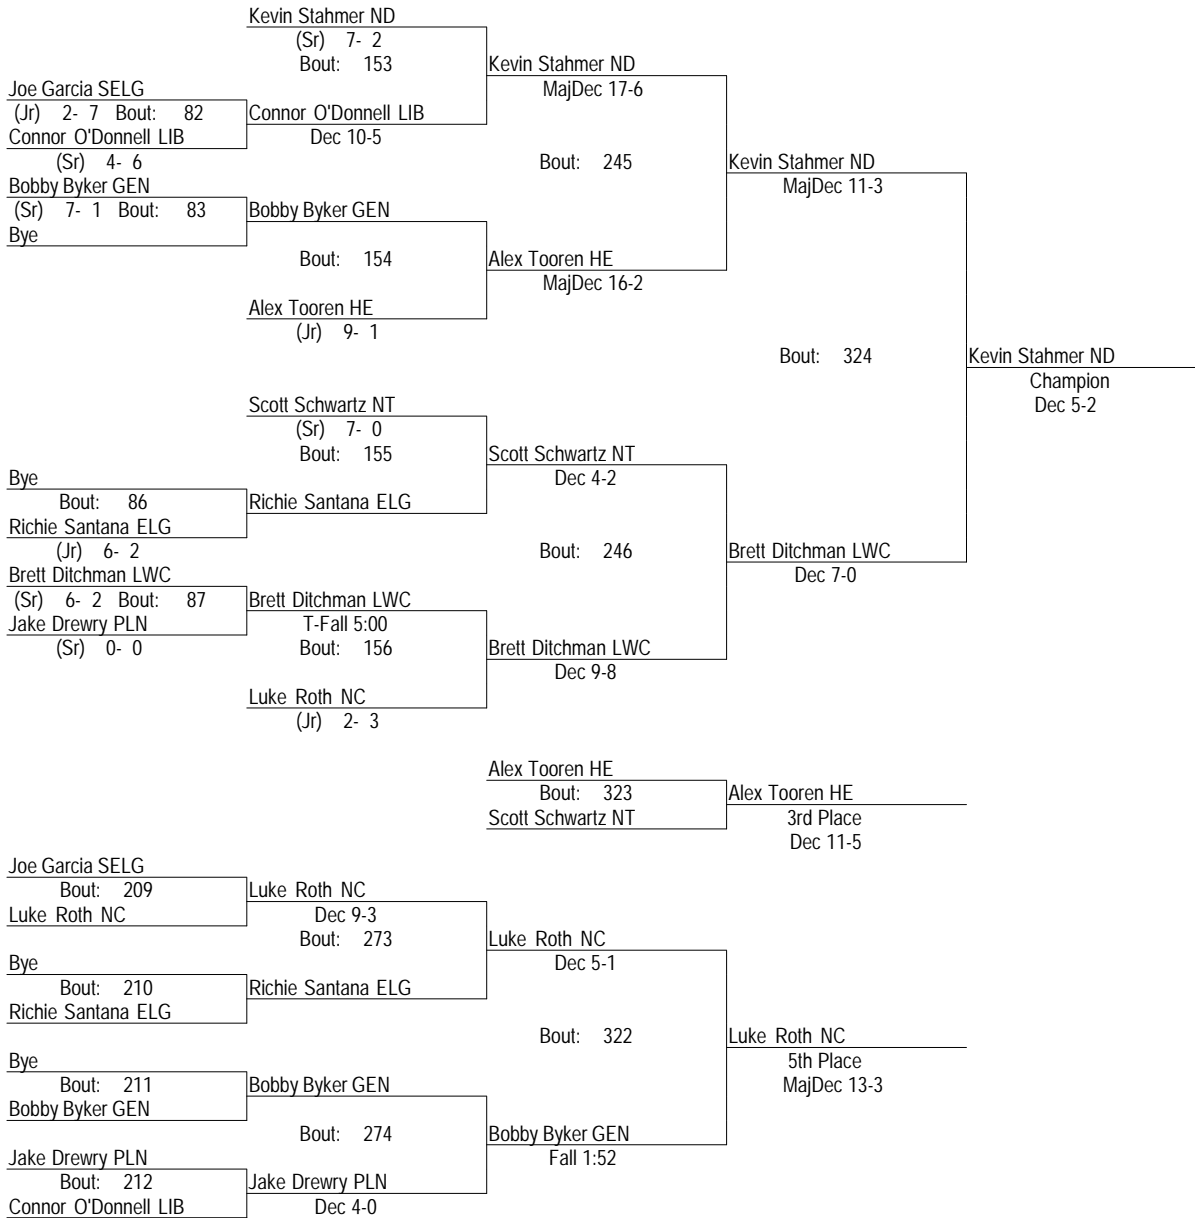 Kevin Stahmer ND
(Sr) 7- 2
Bout: 153
Kevin Stahmer ND
MajDec 17-6
Joe Garcia SELG
(Jr) 2- 7 Bout: 82
Connor O'Donnell LIB
Connor O'Donnell LIB
Dec 10-5
(Sr) 4- 6
Bout: 245
Kevin Stahmer ND
MajDec 11-3
Bobby Byker GEN
(Sr) 7- 1 Bout: 83
Bobby Byker GEN
Bye
Bout: 154
Alex Tooren HE
MajDec 16-2
Alex Tooren HE
(Jr) 9- 1
Bout: 324
Kevin Stahmer ND
Champion
Dec 5-2
Scott Schwartz NT
(Sr) 7- 0
Bout: 155
Scott Schwartz NT
Dec 4-2
Bye
Bout: 86
Richie Santana ELG
Richie Santana ELG
(Jr) 6- 2
Bout: 246
Brett Ditchman LWC
Dec 7-0
Brett Ditchman LWC
(Sr) 6- 2 Bout: 87
Brett Ditchman LWC
T-Fall 5:00
Jake Drewry PLN
(Sr) 0- 0
Bout: 156
Brett Ditchman LWC
Dec 9-8
Luke Roth NC
(Jr) 2- 3
Alex Tooren HE
Bout: 323
Alex Tooren HE
Scott Schwartz NT
3rd Place
Dec 11-5
Joe Garcia SELG
Bout: 209
Luke Roth NC
Luke Roth NC
Dec 9-3
Bout: 273
Luke Roth NC
Dec 5-1
Bye
Bout: 210
Richie Santana ELG
Richie Santana ELG
Bout: 322
Luke Roth NC
5th Place
MajDec 13-3
Bye
Bout: 211
Bobby Byker GEN
Bobby Byker GEN
Bout: 274
Bobby Byker GEN
Fall 1:52
Jake Drewry PLN
Bout: 212
Jake Drewry PLN
Connor O'Donnell LIB
Dec 4-0